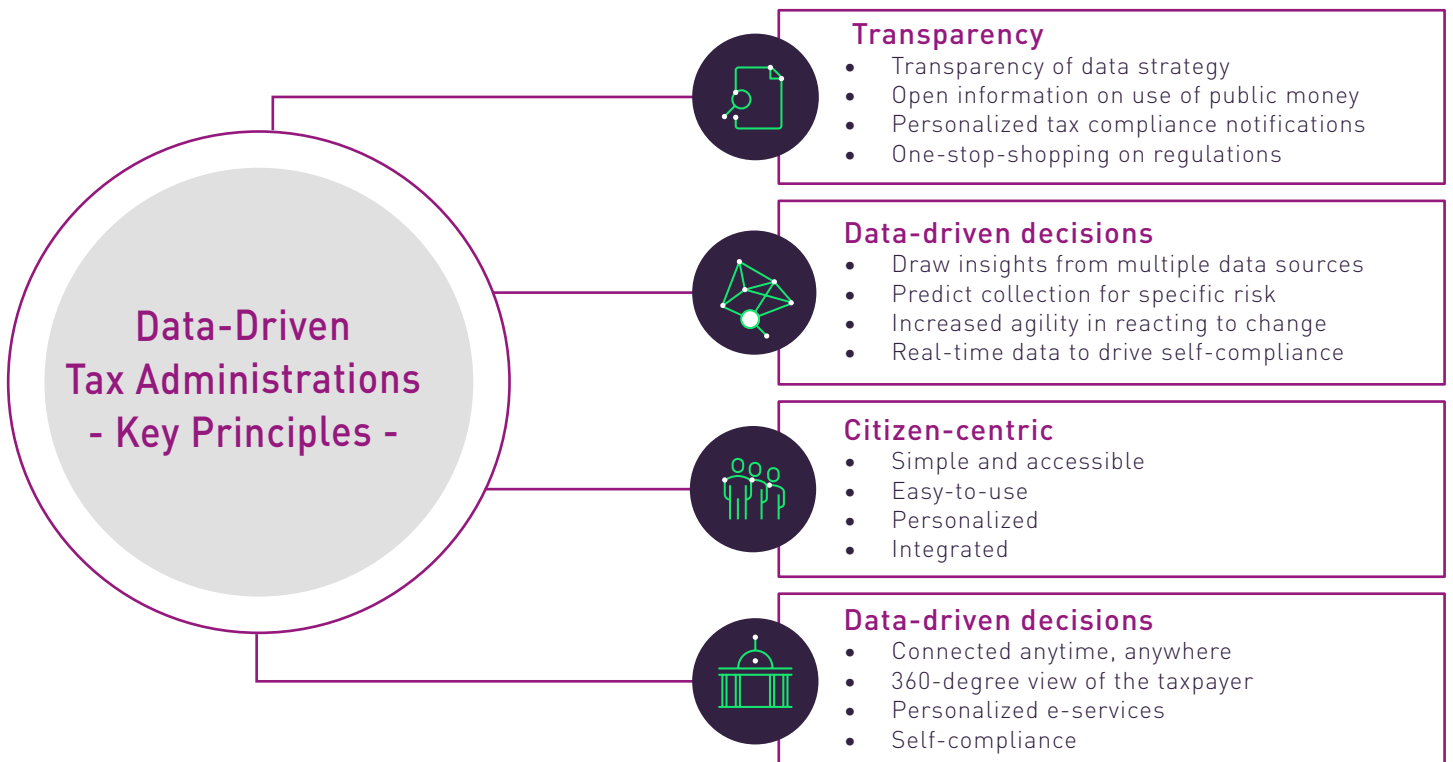 Data-Driven
Tax Administrations
- Key Principles -
Transparency
• Transparency of data strategy
• Open information on use of public money
• Personalized tax compliance notifications
• One-stop-shopping on regulations
Data-driven decisions
• Draw insights from multiple data sources
• Predict collection for specific risk
• Increased agility in reacting to change
• Real-time data to drive self-compliance
Citizen-centric
• Simple and accessible
• Easy-to-use
• Personalized
• Integrated
Data-driven decisions
• Connected anytime, anywhere
• 360-degree view of the taxpayer
• Personalized e-services
• Self-compliance